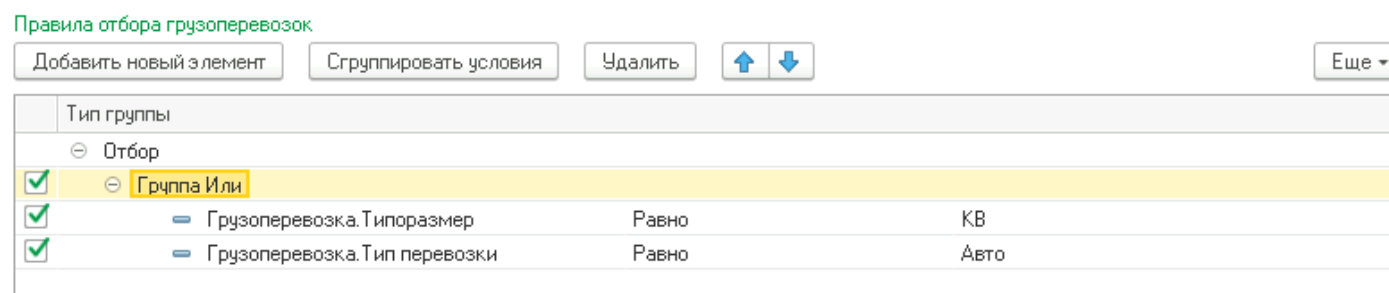 Правила отбора грузоперевозок
Добавить новый элемент Сгруппировать условия Удалить Еще
Тип группы
Отбор
Группа Или
Грузоперевозка.Типоразмер Равно КВ
Грузоперевозка.Тип перевозки Равно Авто